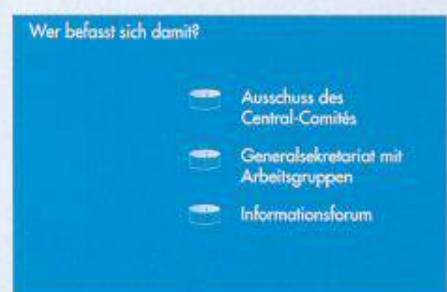 Wer befasst sich damit?
Ausschuss des
Central-Comités
Generalsekretariat mit
Arbeitsgruppen
Informationsforum